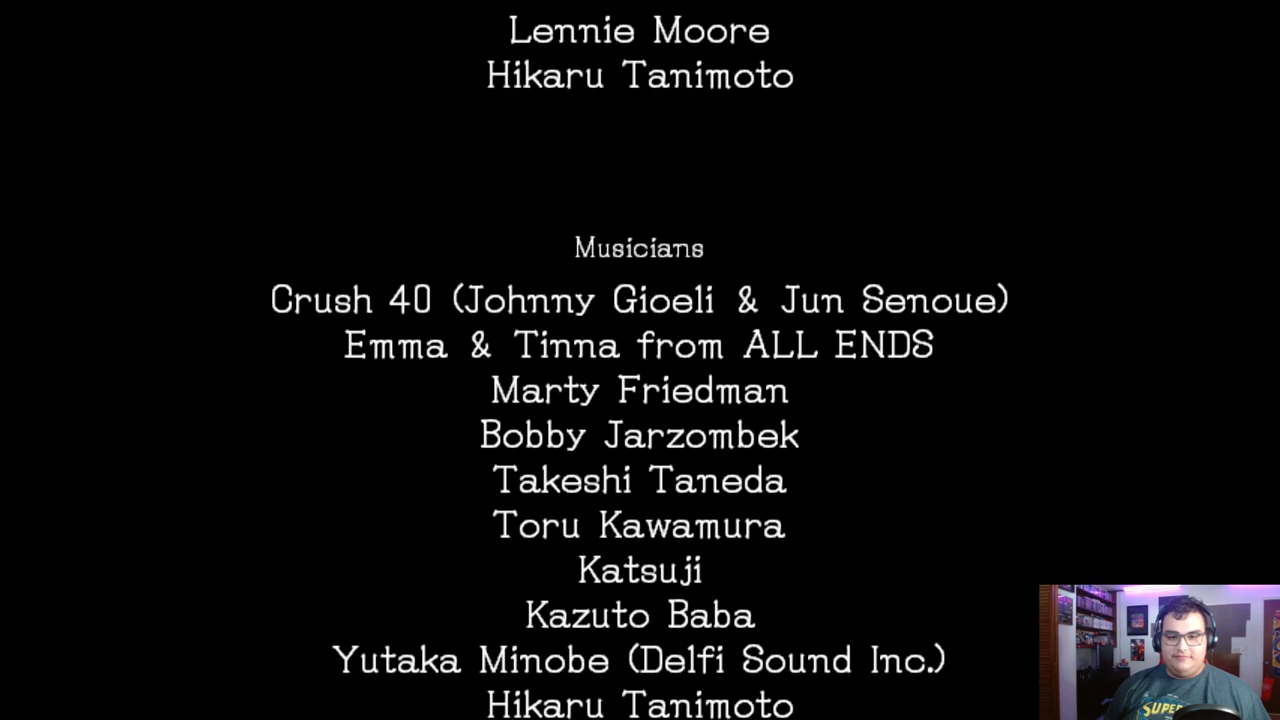 Lennie Moore
Hikaru Tanimoto
Musicians
Crush 40 (Johnny Gioeli & Jun Senoue)
Emma & Tinna from ALL ENDS
Marty Friedman
Bobby Jarzombek
Takeshi Taneda
Toru Kawamura
Katsuji
Kazuto Baba
Yutaka Minobe (Delfi Sound Inc.)
Hikaru Tanimoto
SUPER